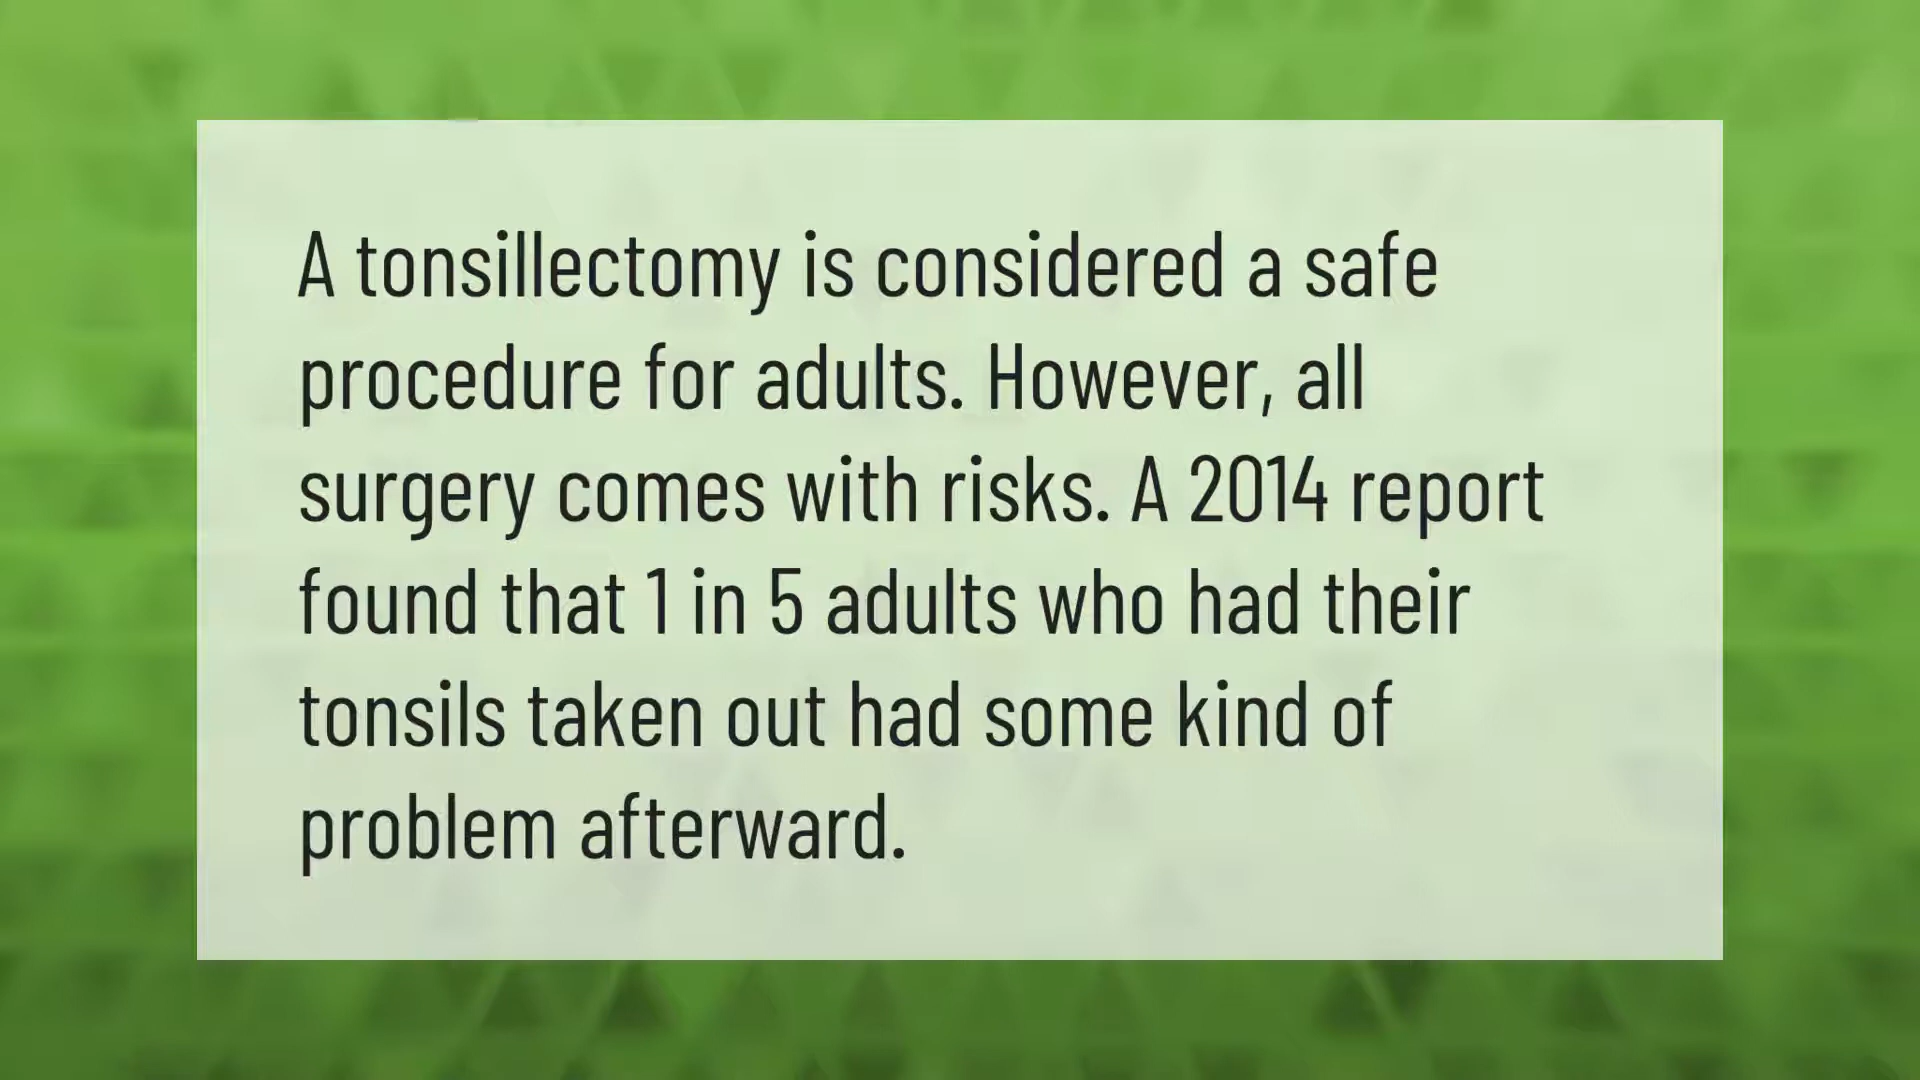 A tonsillectomy is considered a safe
procedure for adults. However, all
surgery comes with risks. A 2014 report
found that 1 in 5 adults who had their
tonsils taken out had some kind of
problem afterward.